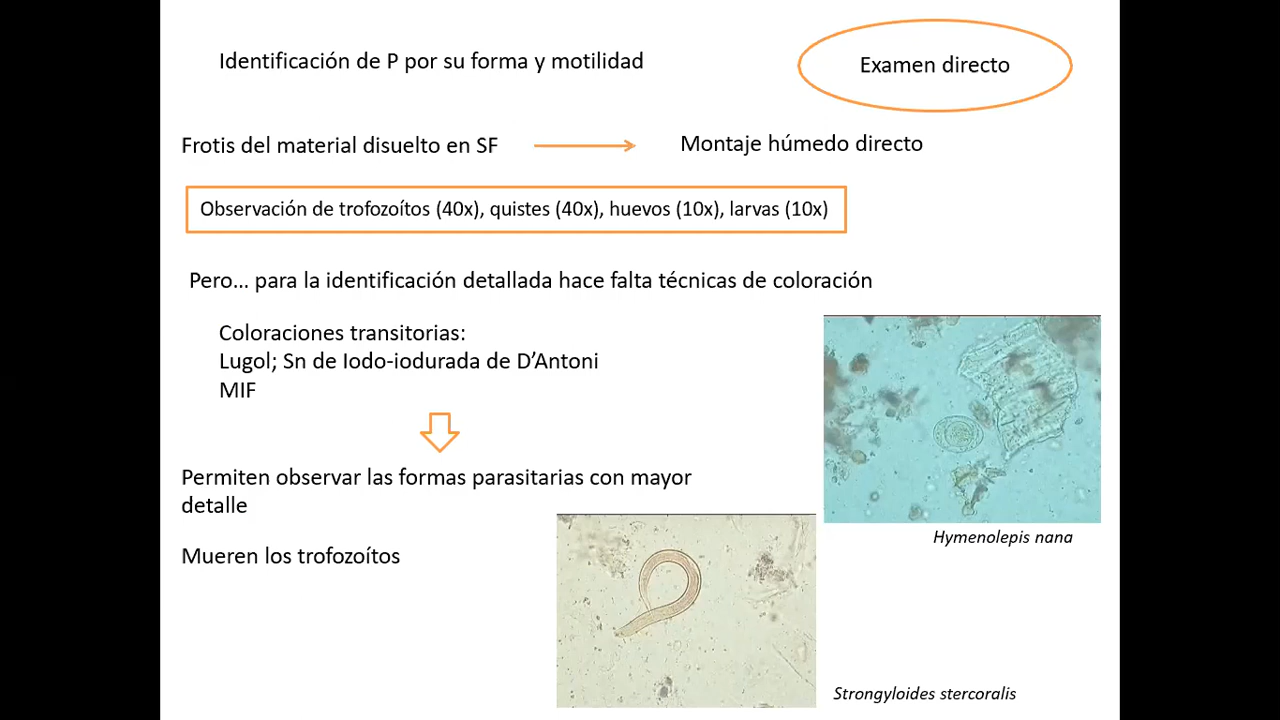 Identificación de P por su forma y motilidad
Examen directo
Frotis del material disuelto en SF
Montaje húmedo directo
Observación de trofozoítos (40x), quistes (40x), huevos (10x), larvas (10x)
Pero... para la identificación detallada hace falta técnicas de coloración
Coloraciones transitorias:
Lugol; Sn de Iodo-iodurada de D’Antoni
MIF
Permiten observar las formas parasitarias con mayor
detalle
Mueren los trofozoítos
Hymenolepis nana
Strongyloides stercoralis